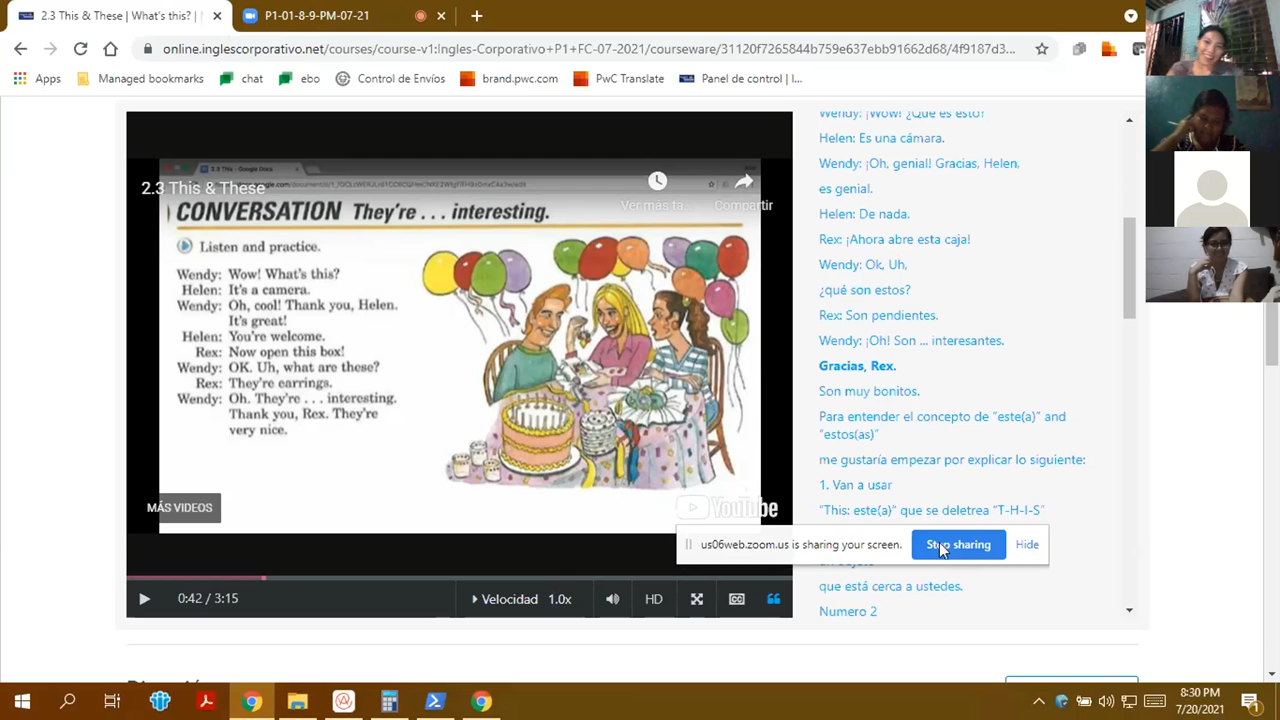 2.3 This & These | What's this? |
P1-01-8-9-PM-07-21
online.inglescorporativo.net/courses/course-v1:Ingles-Corporativo+P1+FC-07-2021/courseware/31120f7265844b759e637ebb91662d68/4f9187d3...
Apps
Managed bookmarks
chat
ebo
Control de Envíos
brand.pwc.com
PwC Translate
Panel de control | I...
2.3 This – Google Docs
2.3 This & These
Ver más ta...
Compartir
CONVERSATION They're . . . interesting.
Listen and practice.
Wendy: Wow! What's this?
Helen: It's a camera.
Wendy: Oh, cool! Thank you, Helen.
It's great!
Helen: You're welcome.
Rex: Now open this box!
Wendy: OK. Uh, what are these?
Rex: They're earrings.
Wendy: Oh. They're . . . interesting.
Thank you, Rex. They're
very nice.
MÁS VIDEOS
YouTube
0:42 / 3:15
Velocidad 1.0x
HD
Wendy: ¡Wow! ¿Qué es esto?
Helen: Es una cámara.
Wendy: ¡Oh, genial! Gracias, Helen,
es genial.
Helen: De nada.
Rex: ¡Ahora abre esta caja!
Wendy: Ok, Uh,
¿qué son estos?
Rex: Son pendientes.
Wendy: ¡Oh! Son ... interesantes.
Gracias, Rex.
Son muy bonitos.
Para entender el concepto de "este(a)" and
"estos(as)"
me gustaría empezar por explicar lo siguiente:
1. Van a usar
"This: este(a)" que se deletrea "T-H-I-S"
us06web.zoom.us is sharing your screen.
Stop sharing
Hide
que está cerca a ustedes.
Numero 2
8:30 PM
7/20/2021